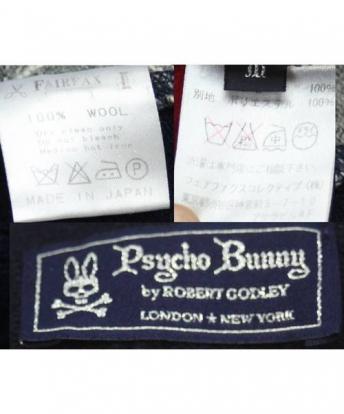 FAIRFAX
100% WOOL
Dry clean only
Do not bleach
Medium hot iron
MADE IN JAPAN
100%
別地 ポリエステル 100%
フェアファクスコレクティブ(株)
Psycho Bunny
by ROBERT GODLEY
LONDON ★ NEW YORK